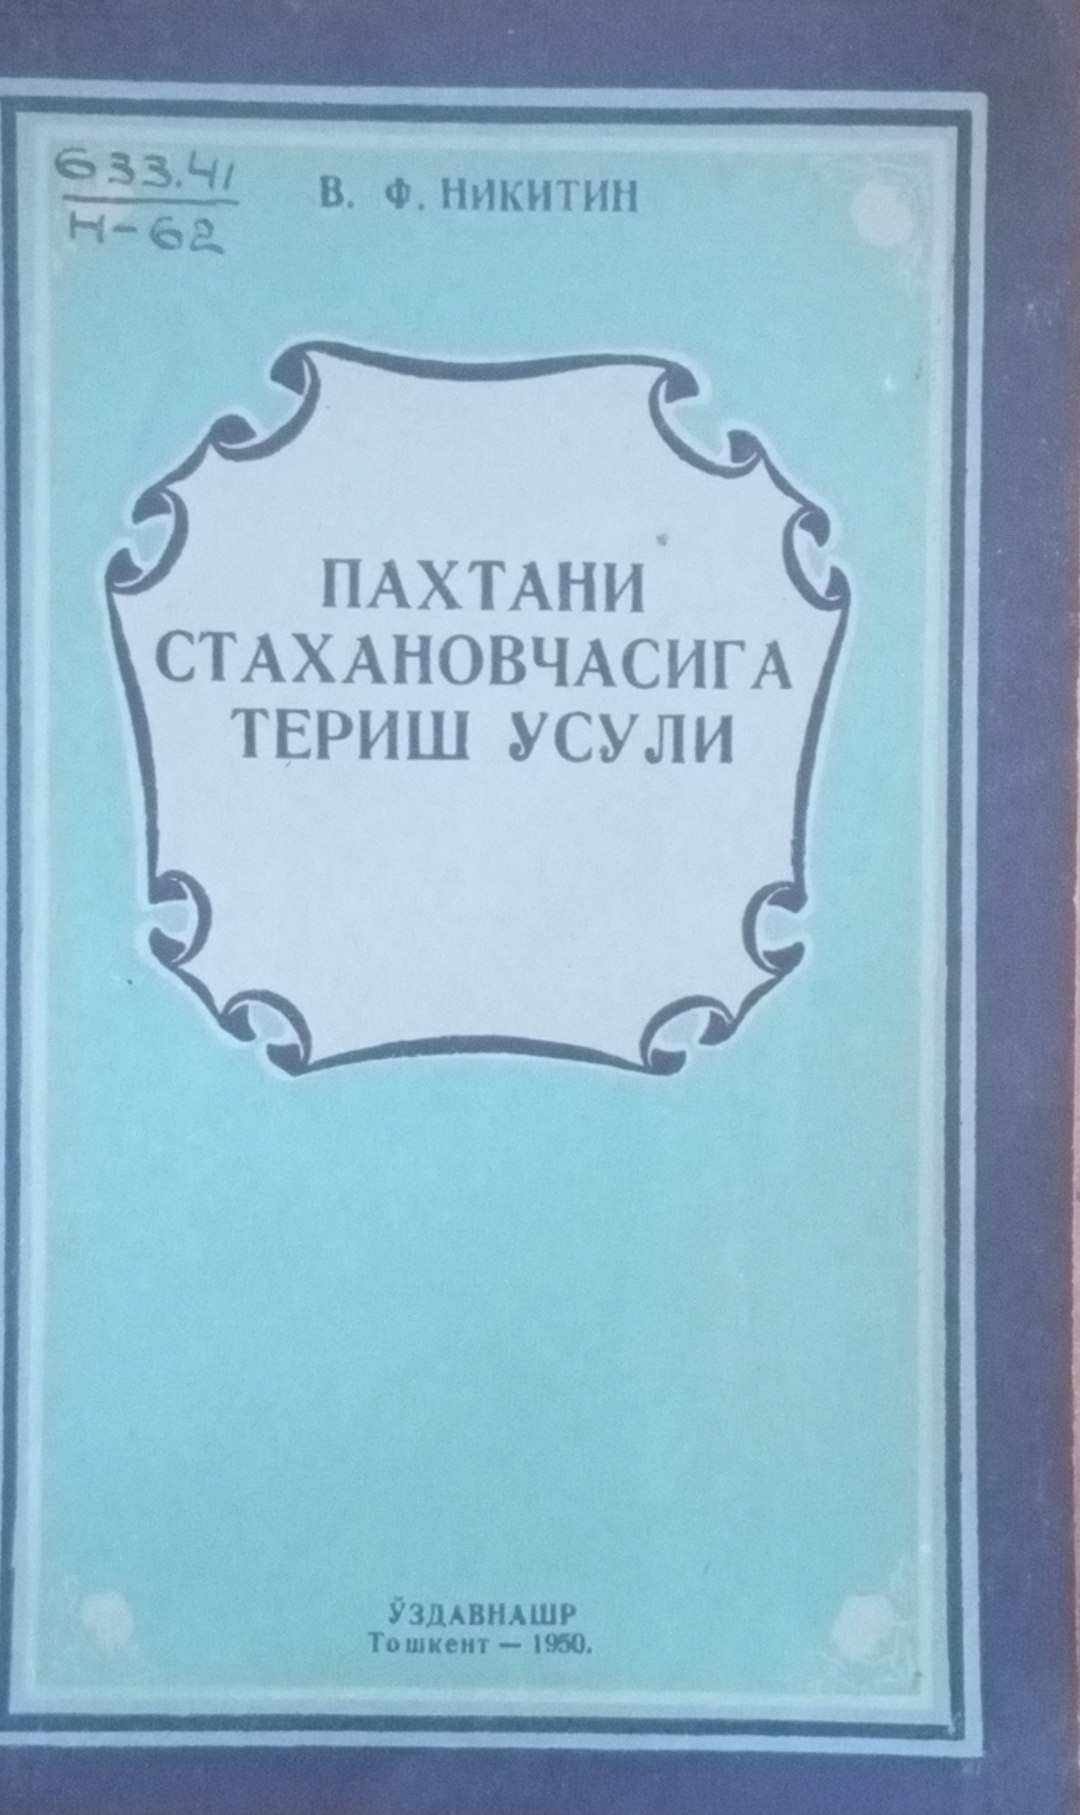 633.41
Н-62
В. Ф. НИКИТИН
ПАХТАНИ
СТАХАНОВЧАСИГА
ТЕРИШ УСУЛИ
ЎЗДАВНАШР
Тошкент — 1950.